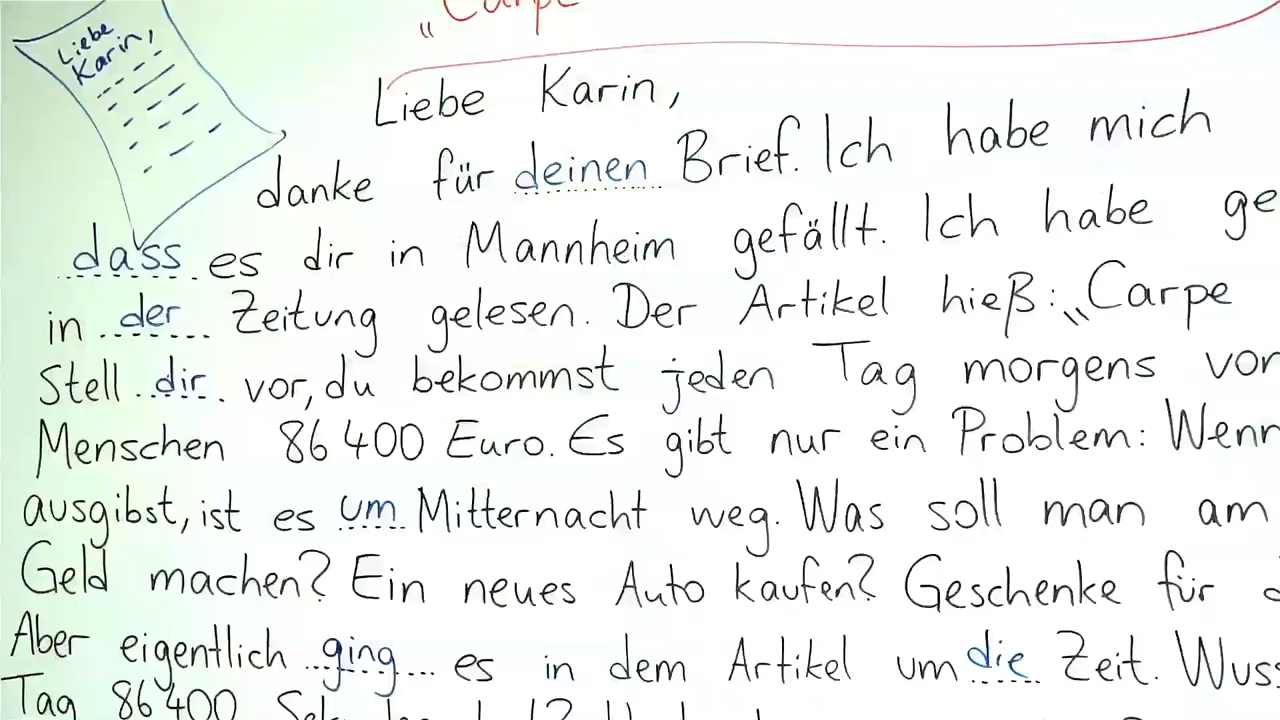 „Carpe
Liebe
Karin,
Liebe Karin,
danke für deinen Brief. Ich habe mich
dass es dir in Mannheim gefällt. Ich habe ge
in der Zeitung gelesen. Der Artikel hieß: „Carpe
Stell dir vor, du bekommst jeden Tag morgens vor
Menschen 86 400 Euro. Es gibt nur ein Problem: Wenn
ausgibst, ist es um Mitternacht weg. Was soll man am
Geld machen? Ein neues Auto kaufen? Geschenke für
Aber eigentlich ging es in dem Artikel um die Zeit. Wuss
Tag 86 400